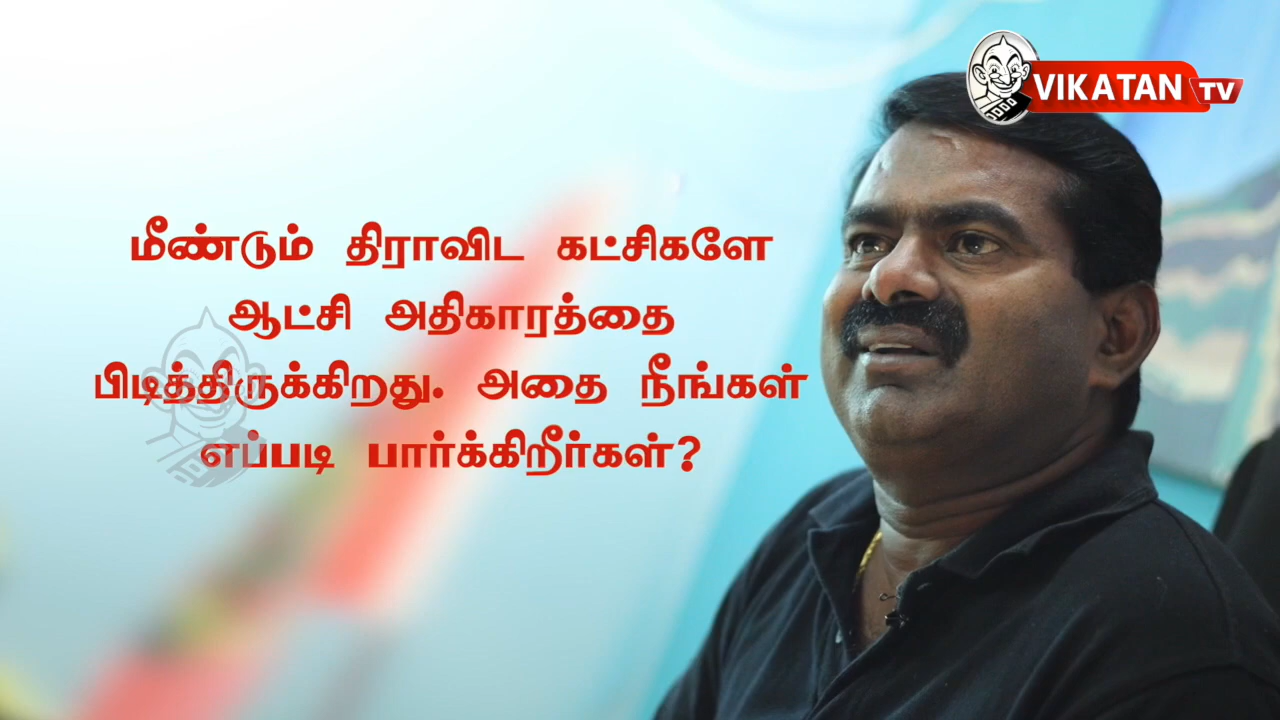 VIKATAN TV
மீண்டும் திராவிட கட்சிகளே
ஆட்சி அதிகாரத்தை
பிடித்திருக்கிறது. அதை நீங்கள்
எப்படி பார்க்கிறீர்கள்?